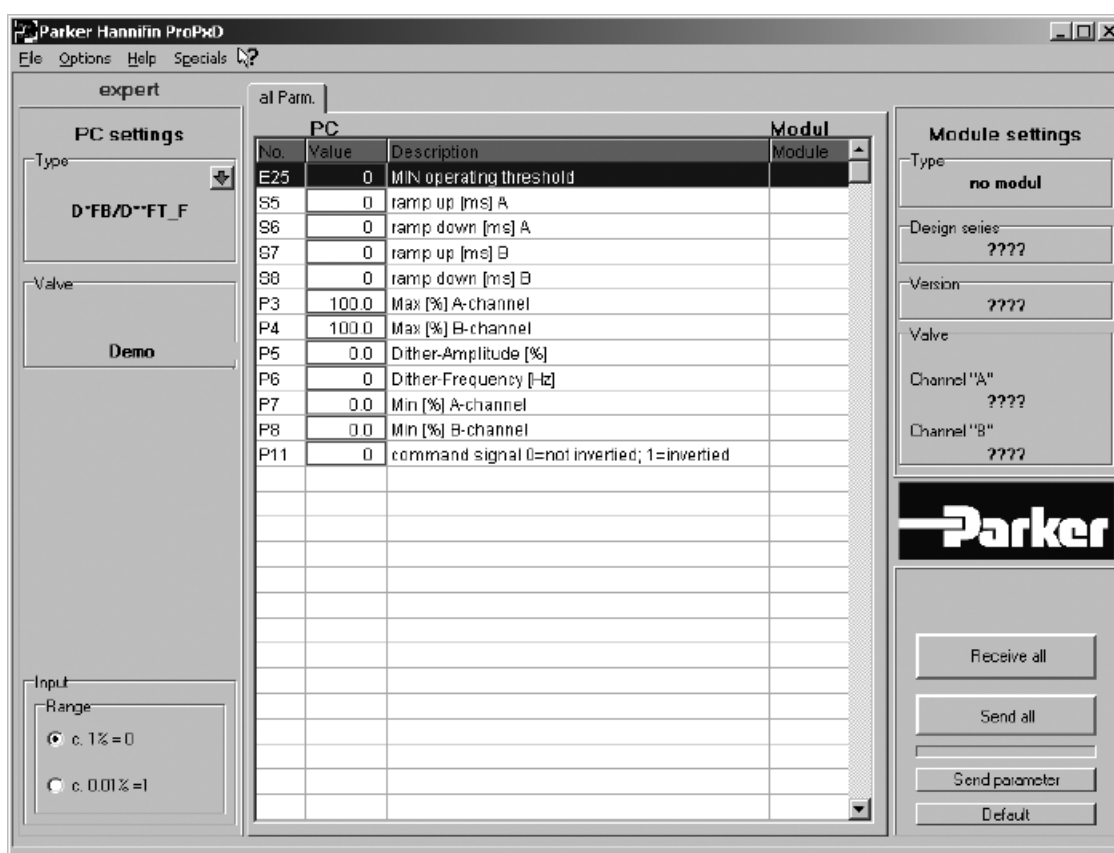 Parker Hannifin ProPxD
File Options Help Specials ?
expert
PC settings
Type
D*FB/D**FT_F
Valve
Demo
Input
Range
c. 1% = 0
c. 0.01% =1
all Parm.
PC Modul
No. Value Description Module
E25 0 MIN operating threshold
S5 0 ramp up [ms] A
S6 0 ramp down [ms] A
S7 0 ramp up [ms] B
S8 0 ramp down [ms] B
P3 100.0 Max [%] A-channel
P4 100.0 Max [%] B-channel
P5 0.0 Dither-Amplitude [%]
P6 0 Dither-Frequency [Hz]
P7 0.0 Min [%] A-channel
P8 0.0 Min [%] B-channel
P11 0 command signal 0=not invertied; 1=invertied
Module settings
Type
no modul
Design series
????
Version
????
Valve
Channel "A"
????
Channel "B"
????
Parker
Receive all
Send all
Send parameter
Default